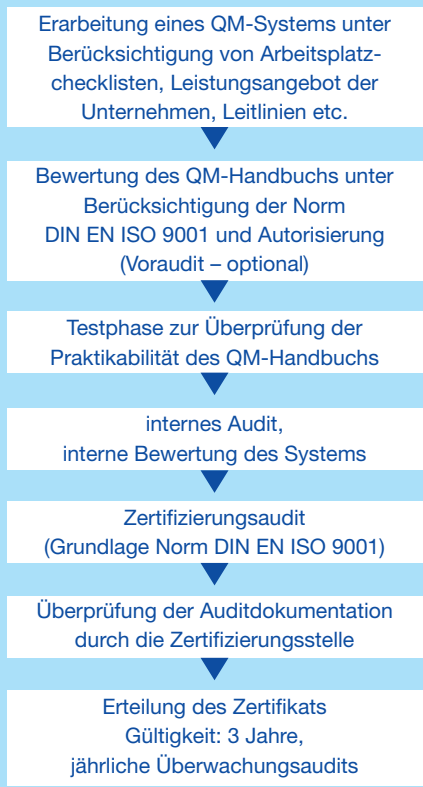 Erarbeitung eines QM-Systems unter
Berücksichtigung von Arbeitsplatz-
checklisten, Leistungsangebot der
Unternehmen, Leitlinien etc.
Bewertung des QM-Handbuchs unter
Berücksichtigung der Norm
DIN EN ISO 9001 und Autorisierung
(Voraudit – optional)
Testphase zur Überprüfung der
Praktikabilität des QM-Handbuchs
internes Audit,
interne Bewertung des Systems
Zertifizierungsaudit
(Grundlage Norm DIN EN ISO 9001)
Überprüfung der Auditdokumentation
durch die Zertifizierungsstelle
Erteilung des Zertifikats
Gültigkeit: 3 Jahre,
jährliche Überwachungsaudits